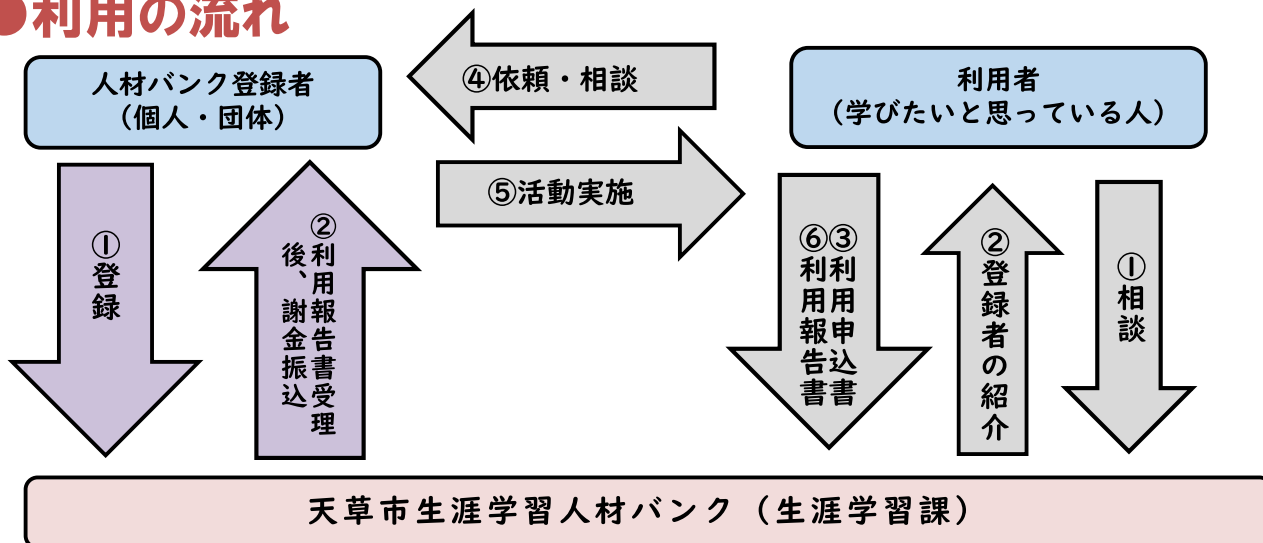 ●利用の流れ
人材バンク登録者
（個人・団体）
④依頼・相談
利用者
（学びたいと思っている人）
⑤活動実施
①登録
②利用報告書受理
後、謝金振込
③利用申込書
⑥利用報告書
②登録者の紹介
①相談
天草市生涯学習人材バンク（生涯学習課）